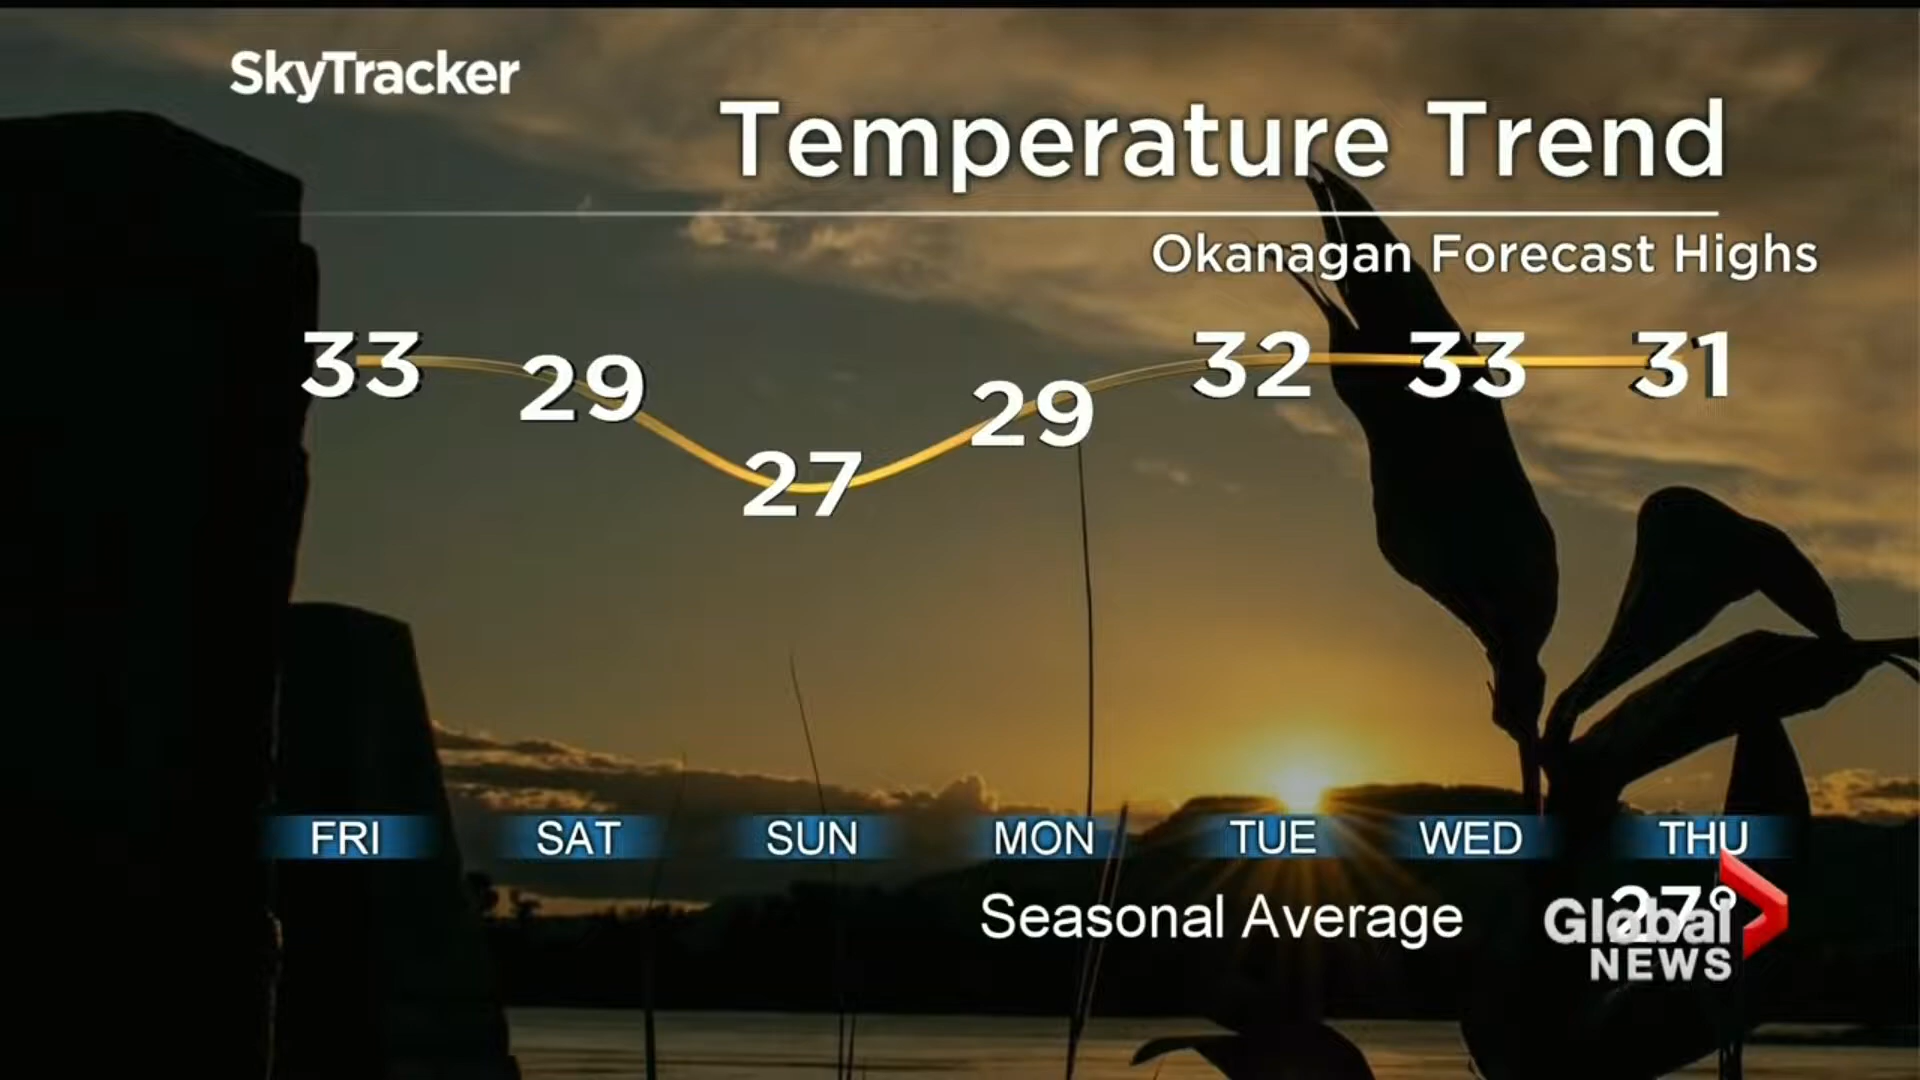 SkyTracker
Temperature Trend
Okanagan Forecast Highs
33 29 27 29 32 33 31
FRI SAT SUN MON TUE WED THU
Seasonal Average 27°
Global
NEWS